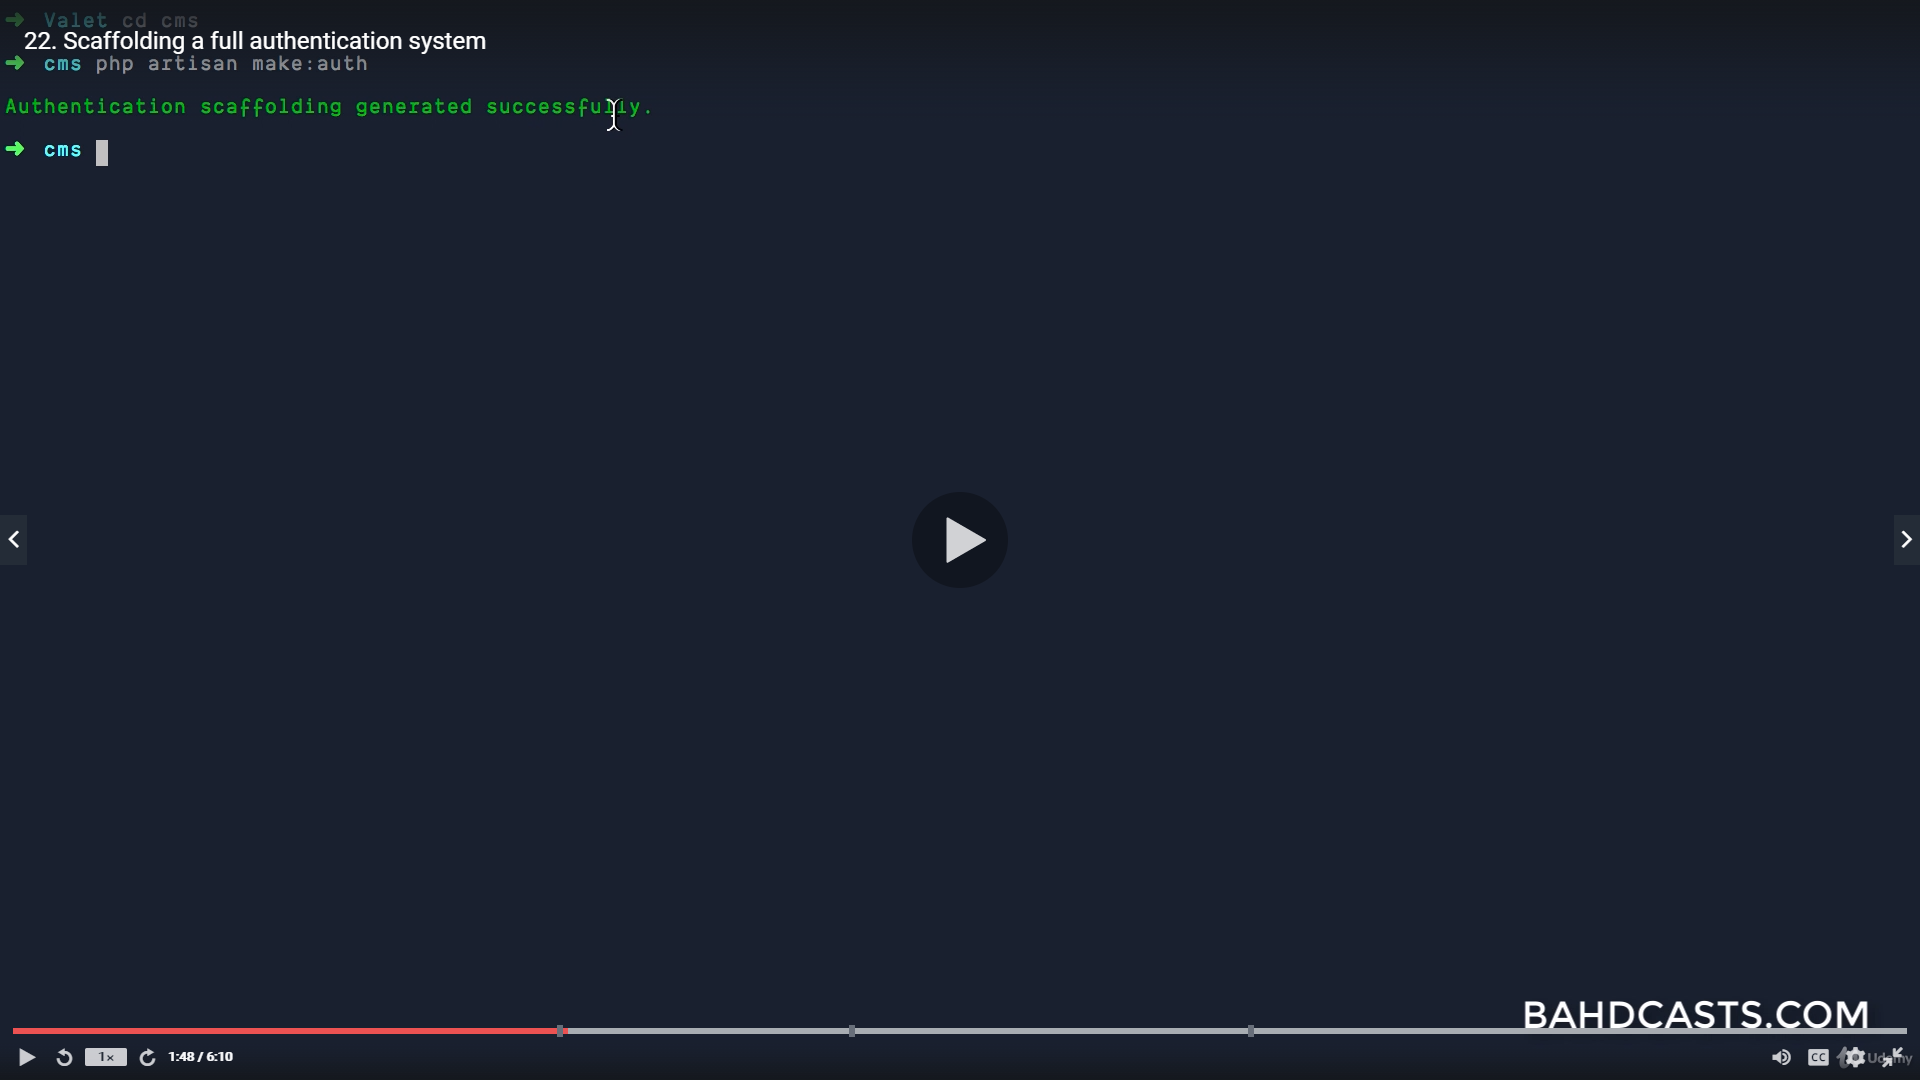 ➜ Valet cd cms
22. Scaffolding a full authentication system
➜ cms php artisan make:auth
Authentication scaffolding generated successfully.
➜ cms
BAHDCASTS.COM
1x 1:48 / 6:10 CC Udemy